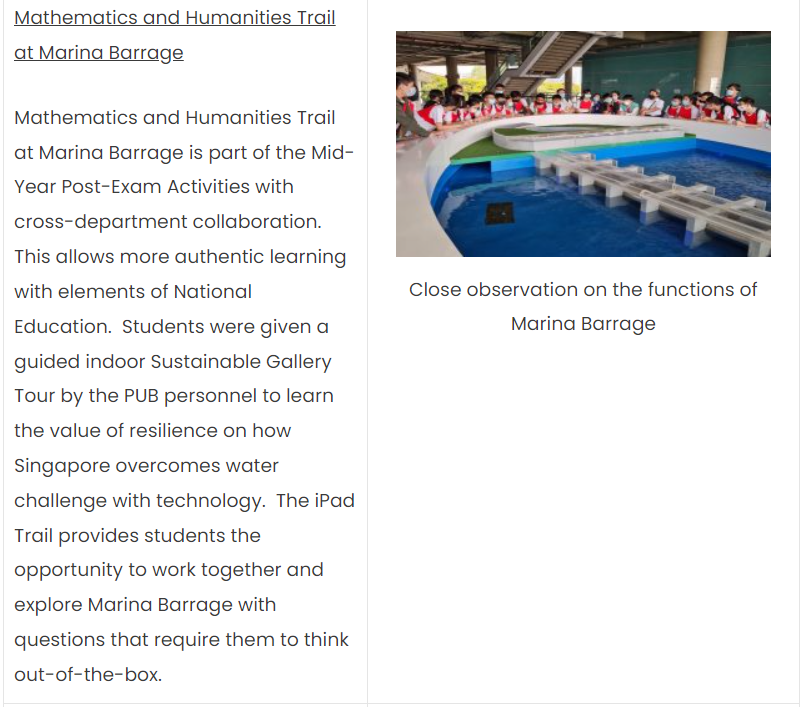 Mathematics and Humanities Trail
at Marina Barrage
Mathematics and Humanities Trail
at Marina Barrage is part of the Mid-
Year Post-Exam Activities with
cross-department collaboration.
This allows more authentic learning
with elements of National
Education.  Students were given a
guided indoor Sustainable Gallery
Tour by the PUB personnel to learn
the value of resilience on how
Singapore overcomes water
challenge with technology.  The iPad
Trail provides students the
opportunity to work together and
explore Marina Barrage with
questions that require them to think
out-of-the-box.
Close observation on the functions of
Marina Barrage